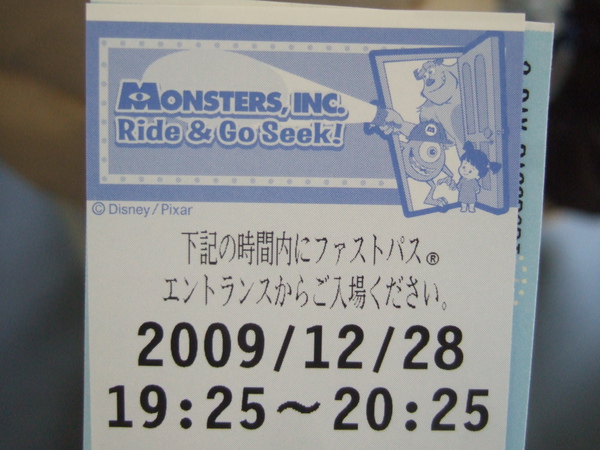 MONSTERS, INC.
Ride & Go Seek!
© Disney/Pixar
下記の時間内にファストパス®
エントランスからご入場ください。
2009/12/28
19:25～20:25